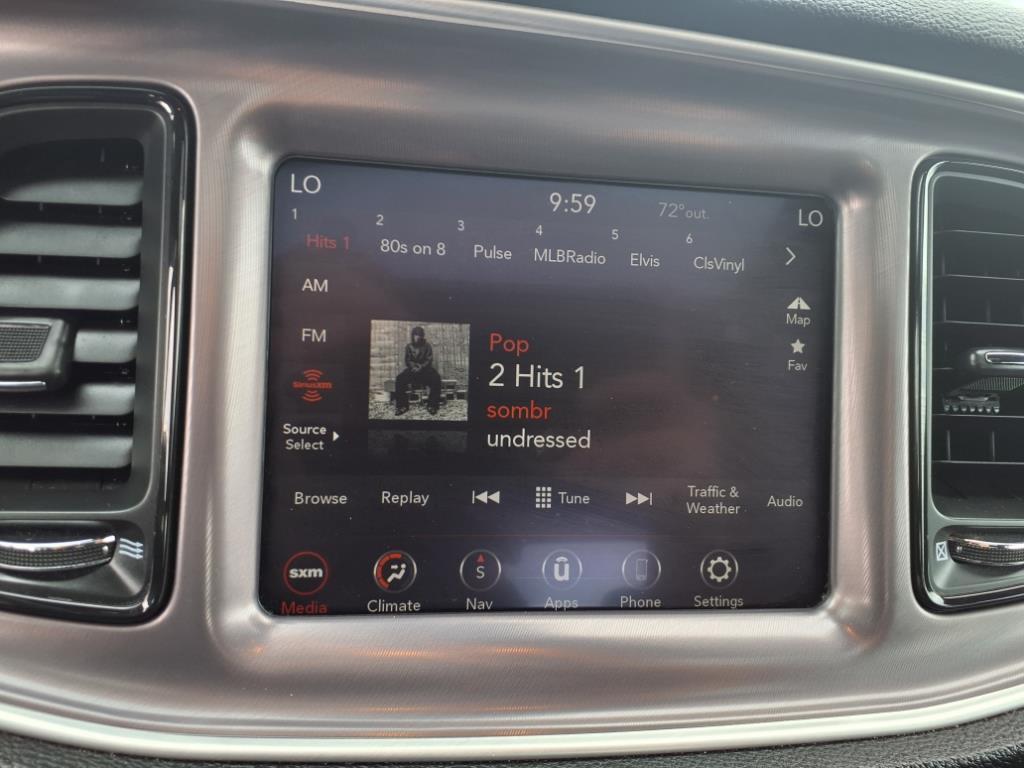 LO 9:59 72°out. LO
1 2 3 4 5 6
Hits 1 80s on 8 Pulse MLBRadio Elvis ClsVinyl
AM
FM
SiriusXM
Source
Select
Map
Fav
Pop
2 Hits 1
sombr
undressed
Browse Replay Tune Traffic &
Weather Audio
sxm S u
Media Climate Nav Apps Phone Settings